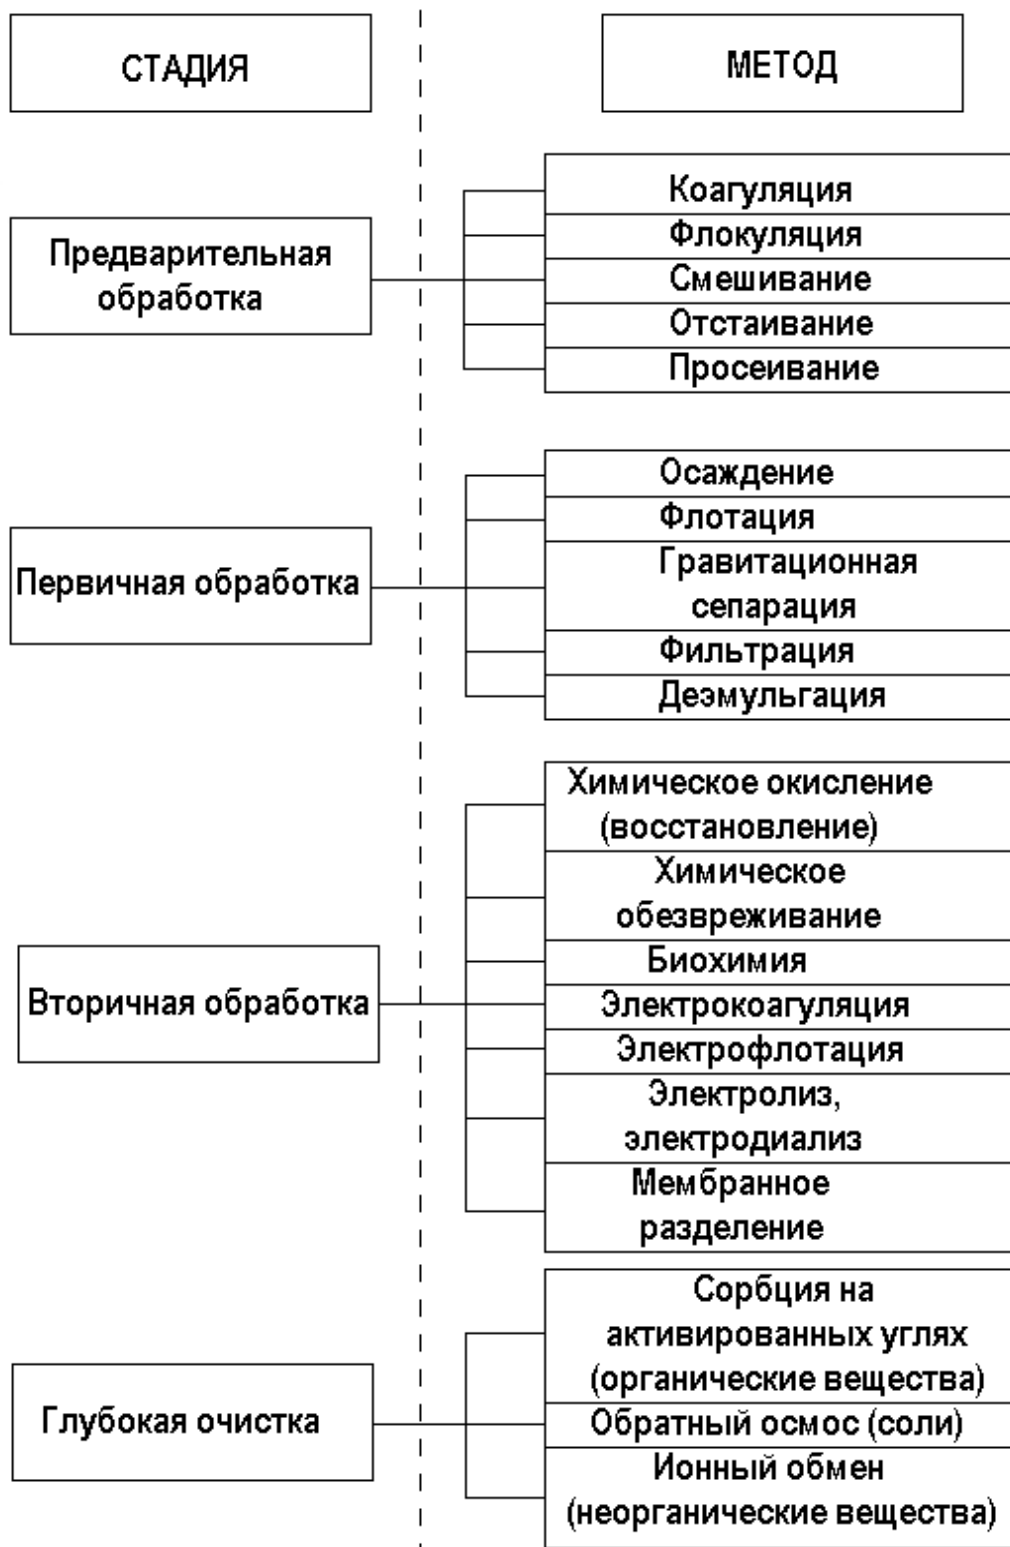 СТАДИЯ
МЕТОД
Предварительная
обработка
Коагуляция
Флокуляция
Смешивание
Отстаивание
Просеивание
Первичная обработка
Осаждение
Флотация
Гравитационная
сепарация
Фильтрация
Деэмульгация
Вторичная обработка
Химическое окисление
(восстановление)
Химическое
обезвреживание
Биохимия
Электрокоагуляция
Электрофлотация
Электролиз,
электродиализ
Мембранное
разделение
Глубокая очистка
Сорбция на
активированных углях
(органические вещества)
Обратный осмос (соли)
Ионный обмен
(неорганические вещества)